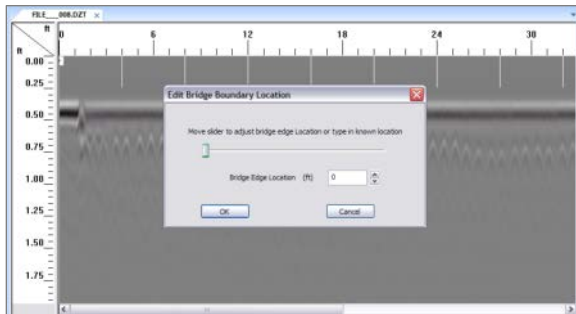 FILE___008.DZT
ft
0 6 12 18 24 30
ft
0.00
0.25
Edit Bridge Boundary Location
0.50
Move slider to adjust bridge edge Location or type in known location
0.75
Bridge Edge Location (ft) 0
1.00
OK Cancel
1.25
1.50
1.75